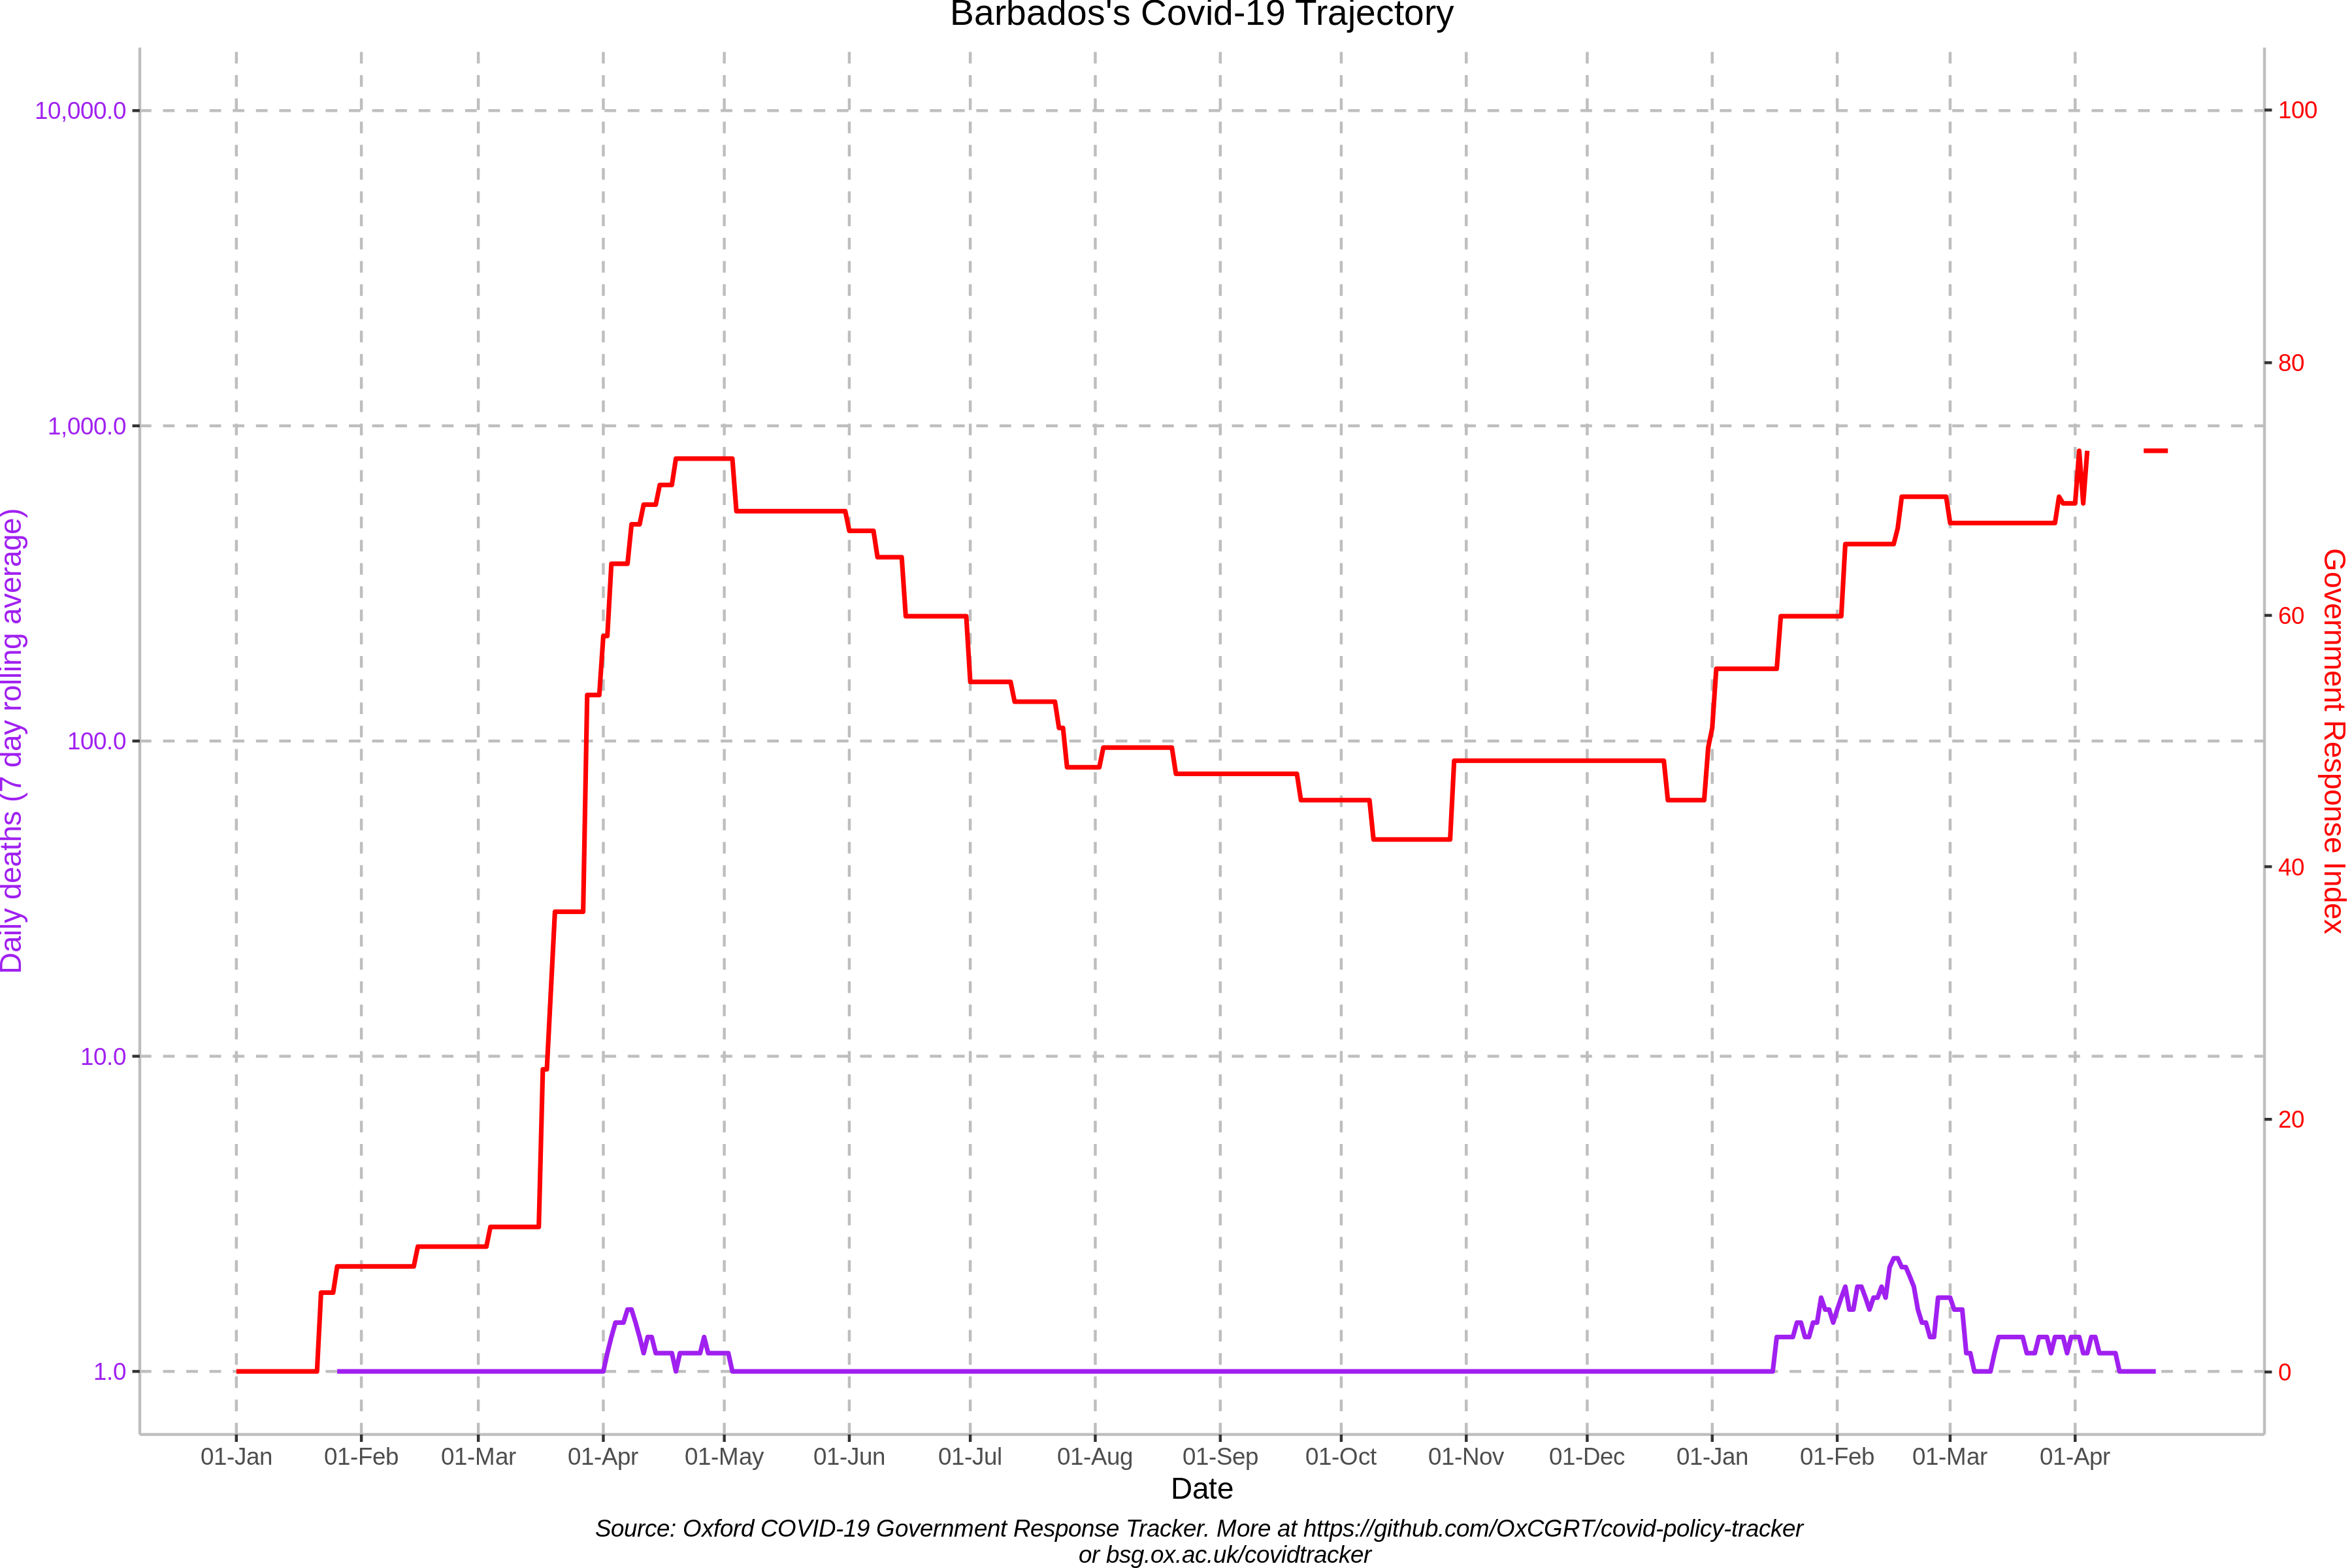 Barbados's Covid-19 Trajectory
10,000.0
1,000.0
100.0
10.0
1.0
Daily deaths (7 day rolling average)
100
80
60
40
20
0
Government Response Index
01-Jan 01-Feb 01-Mar 01-Apr 01-May 01-Jun 01-Jul 01-Aug 01-Sep 01-Oct 01-Nov 01-Dec 01-Jan 01-Feb 01-Mar 01-Apr
Date
Source: Oxford COVID-19 Government Response Tracker. More at https://github.com/OxCGRT/covid-policy-tracker
or bsg.ox.ac.uk/covidtracker